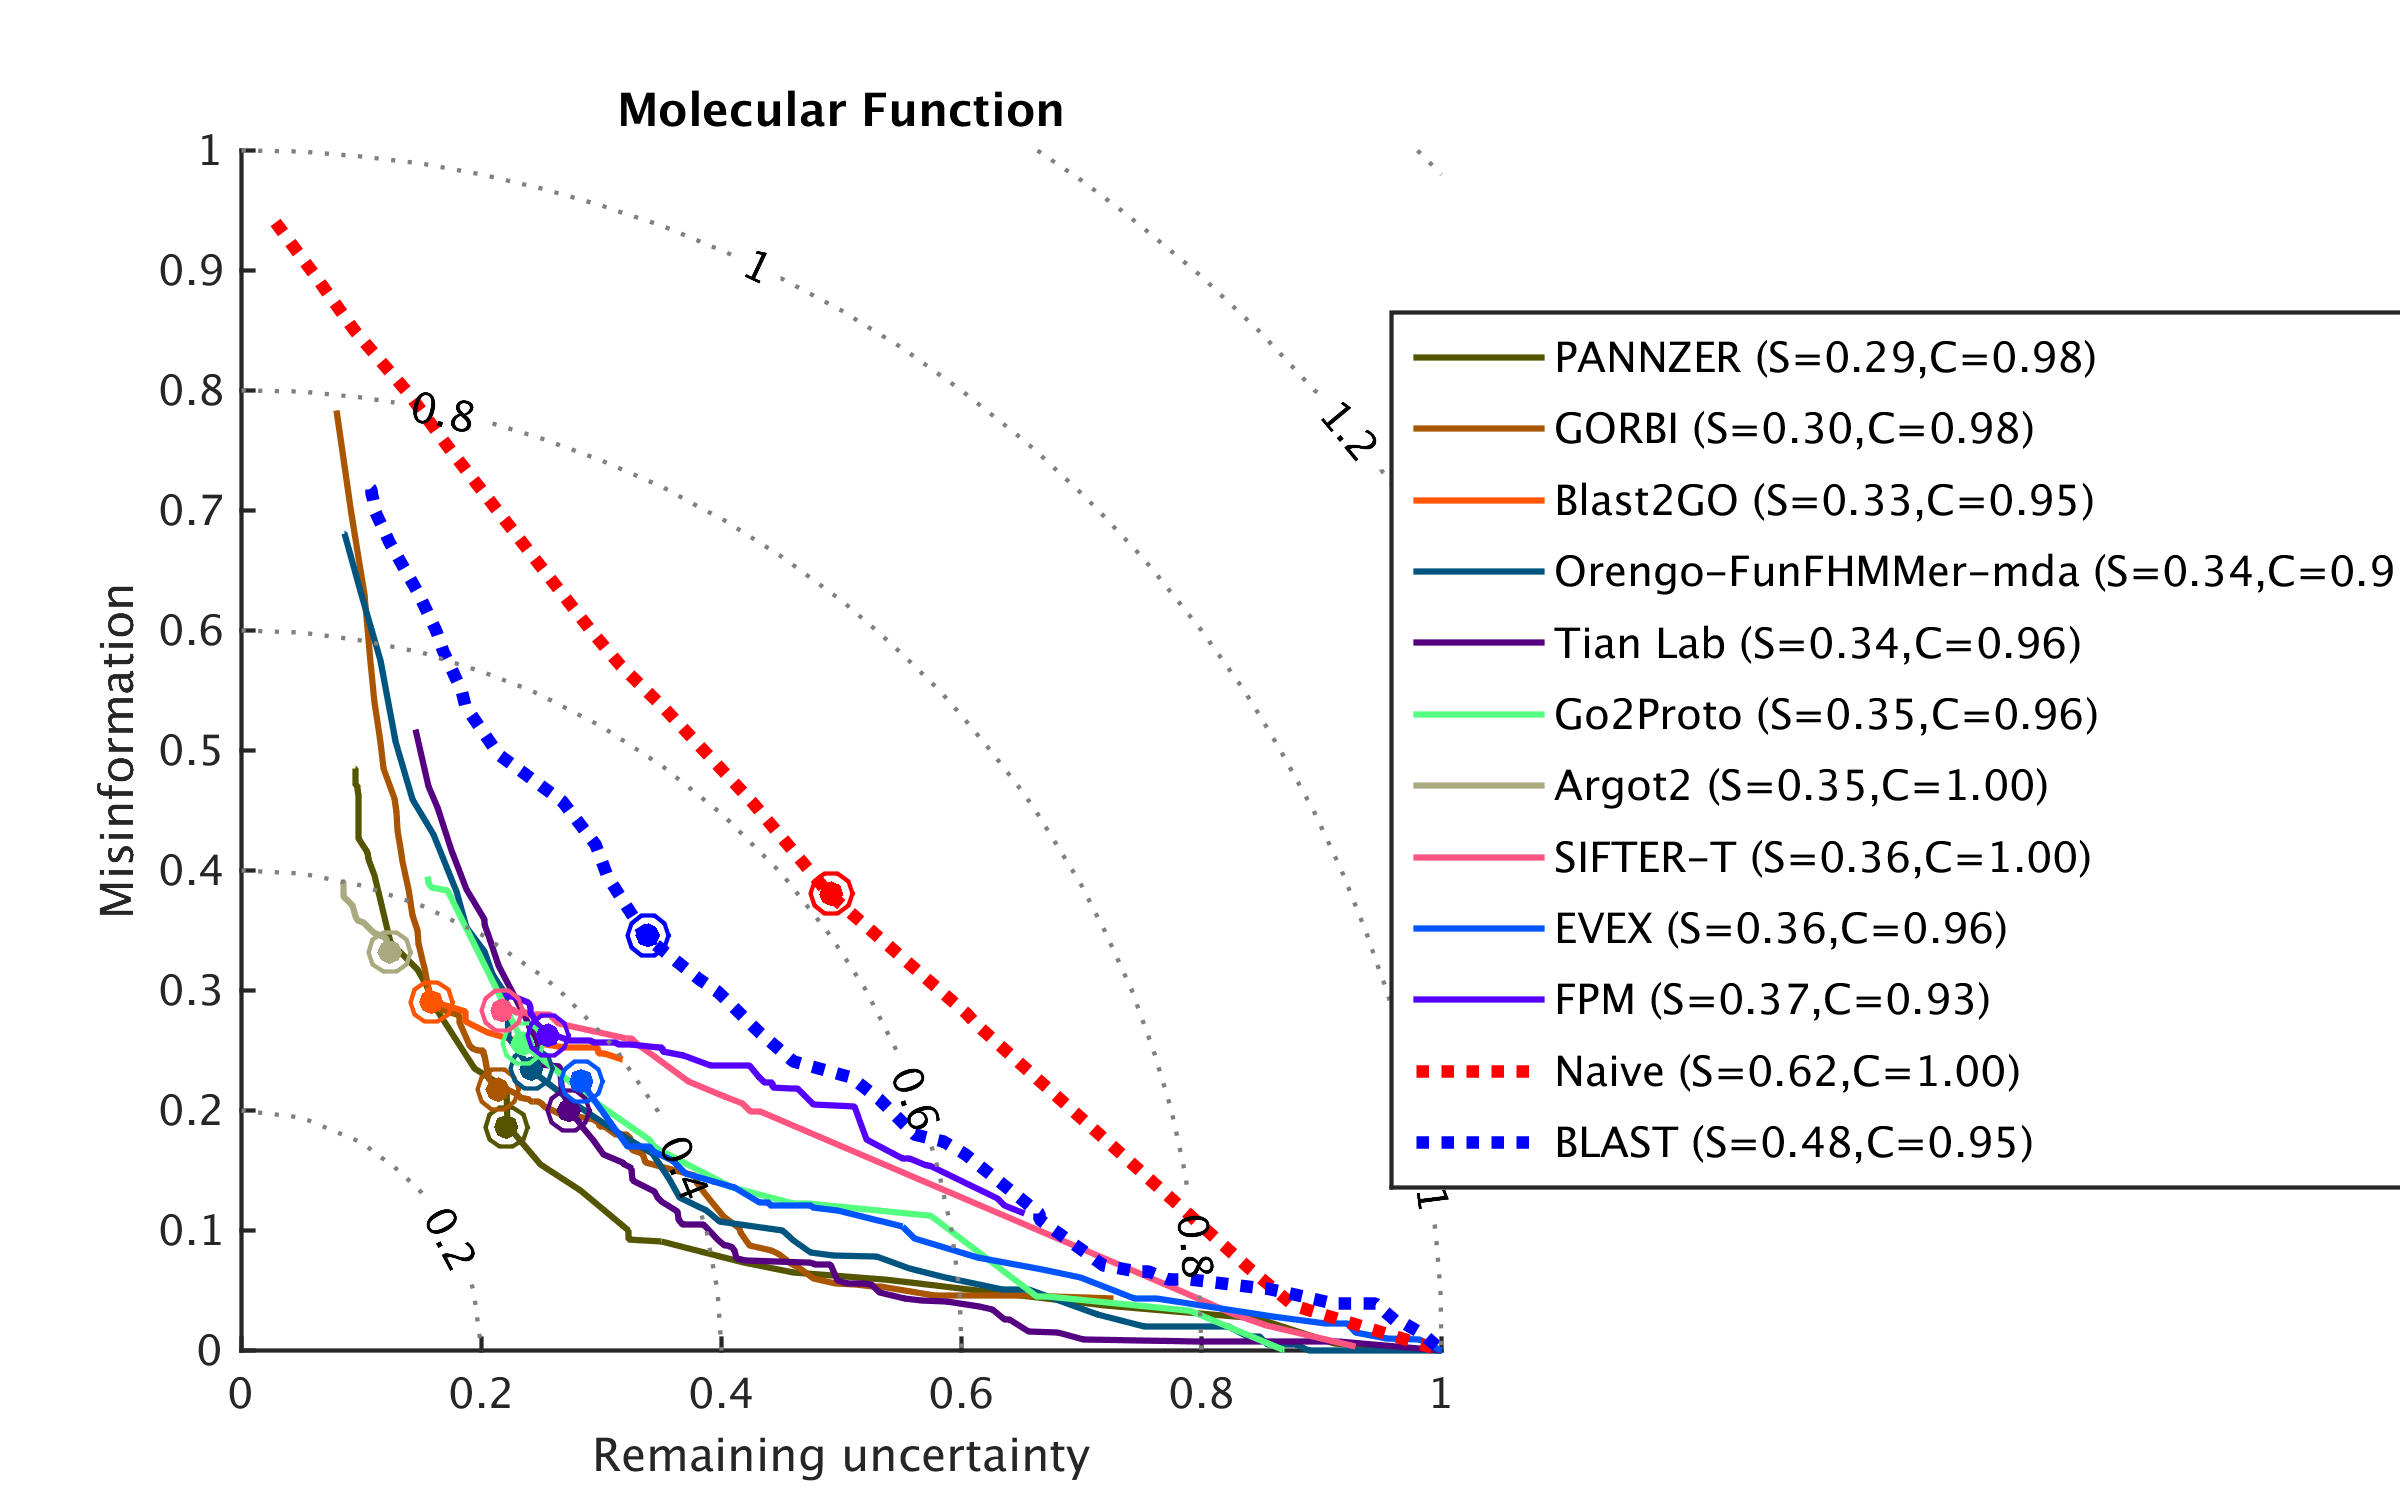 Molecular Function
1
0.9
0.8
0.7
0.6
0.5
0.4
0.3
0.2
0.1
0
Misinformation
0 0.2 0.4 0.6 0.8 1
Remaining uncertainty
1
0.8
1.2
0.6
0.4
0.2
0.8
1
PANNZER (S=0.29,C=0.98)
GORBI (S=0.30,C=0.98)
Blast2GO (S=0.33,C=0.95)
Orengo-FunFHMMer-mda (S=0.34,C=0.9
Tian Lab (S=0.34,C=0.96)
Go2Proto (S=0.35,C=0.96)
Argot2 (S=0.35,C=1.00)
SIFTER-T (S=0.36,C=1.00)
EVEX (S=0.36,C=0.96)
FPM (S=0.37,C=0.93)
Naive (S=0.62,C=1.00)
BLAST (S=0.48,C=0.95)